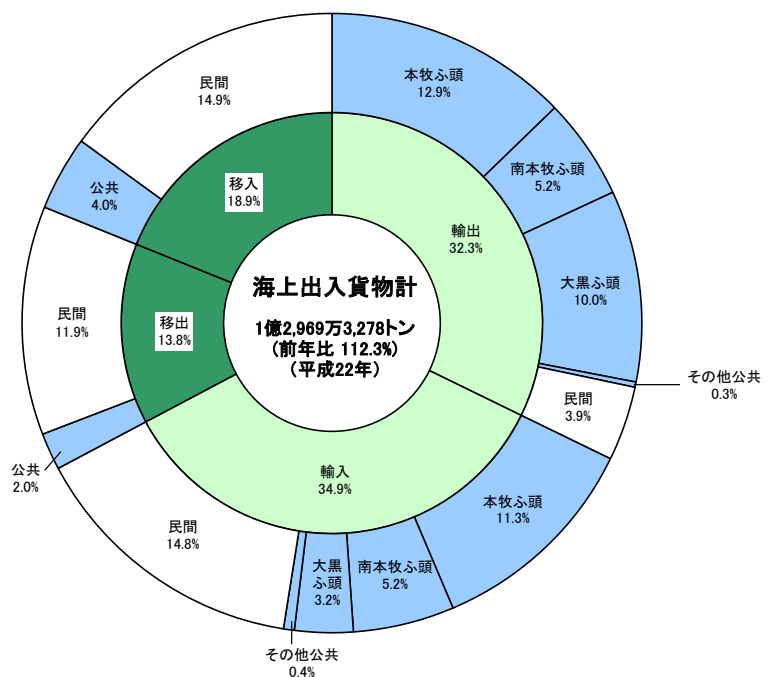 海上出入貨物計
1億2,969万3,278トン
(前年比 112.3%)
(平成22年)
輸出
32.3%
輸入
34.9%
移出
13.8%
移入
18.9%
本牧ふ頭
12.9%
南本牧ふ頭
5.2%
大黒ふ頭
10.0%
その他公共
0.3%
民間
3.9%
本牧ふ頭
11.3%
南本牧ふ頭
5.2%
大黒
ふ頭
3.2%
その他公共
0.4%
民間
14.8%
公共
2.0%
民間
11.9%
公共
4.0%
民間
14.9%